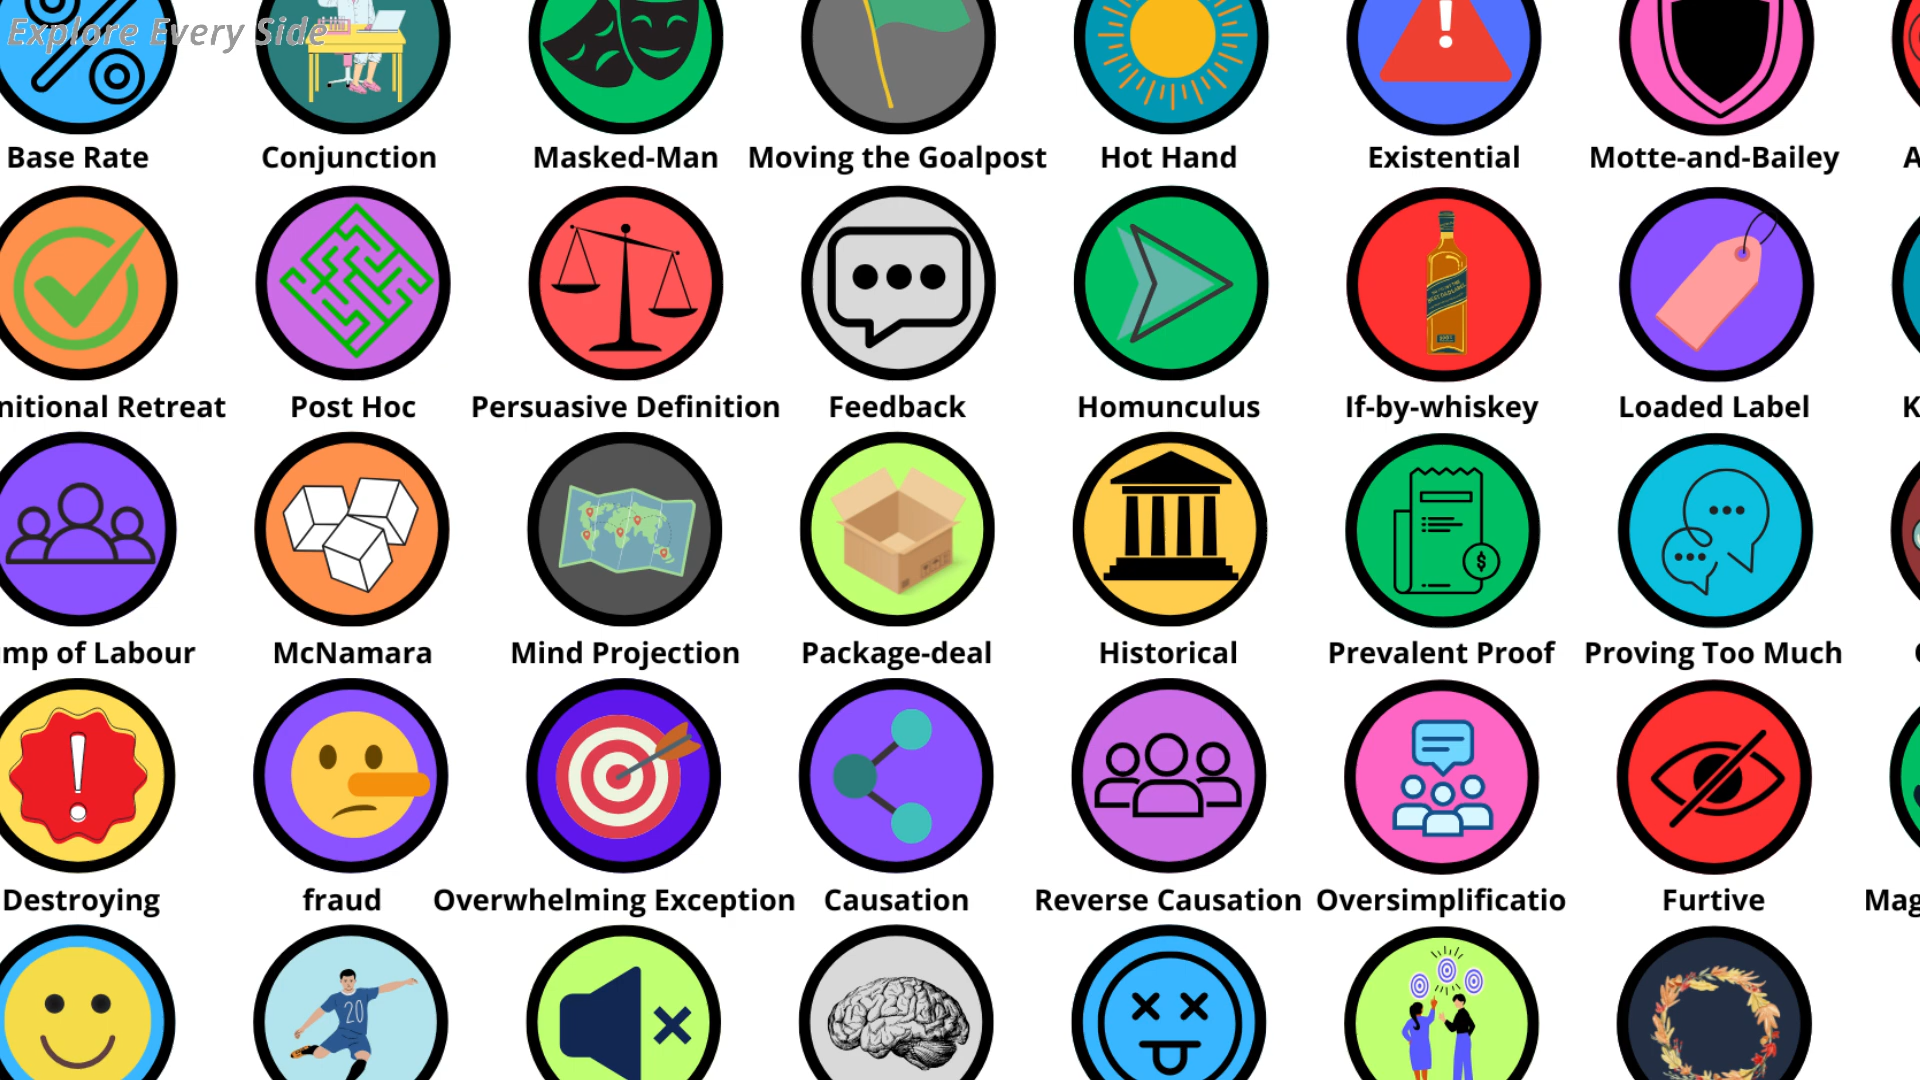 Explore Every Side
Base Rate
Conjunction
Masked-Man
Moving the Goalpost
Hot Hand
Existential
Motte-and-Bailey
A
nitional Retreat
Post Hoc
Persuasive Definition
Feedback
Homunculus
If-by-whiskey
Loaded Label
K
mp of Labour
McNamara
Mind Projection
Package-deal
Historical
Prevalent Proof
Proving Too Much
Destroying
fraud
Overwhelming Exception
Causation
Reverse Causation
Oversimplificatio
Furtive
Mag
20